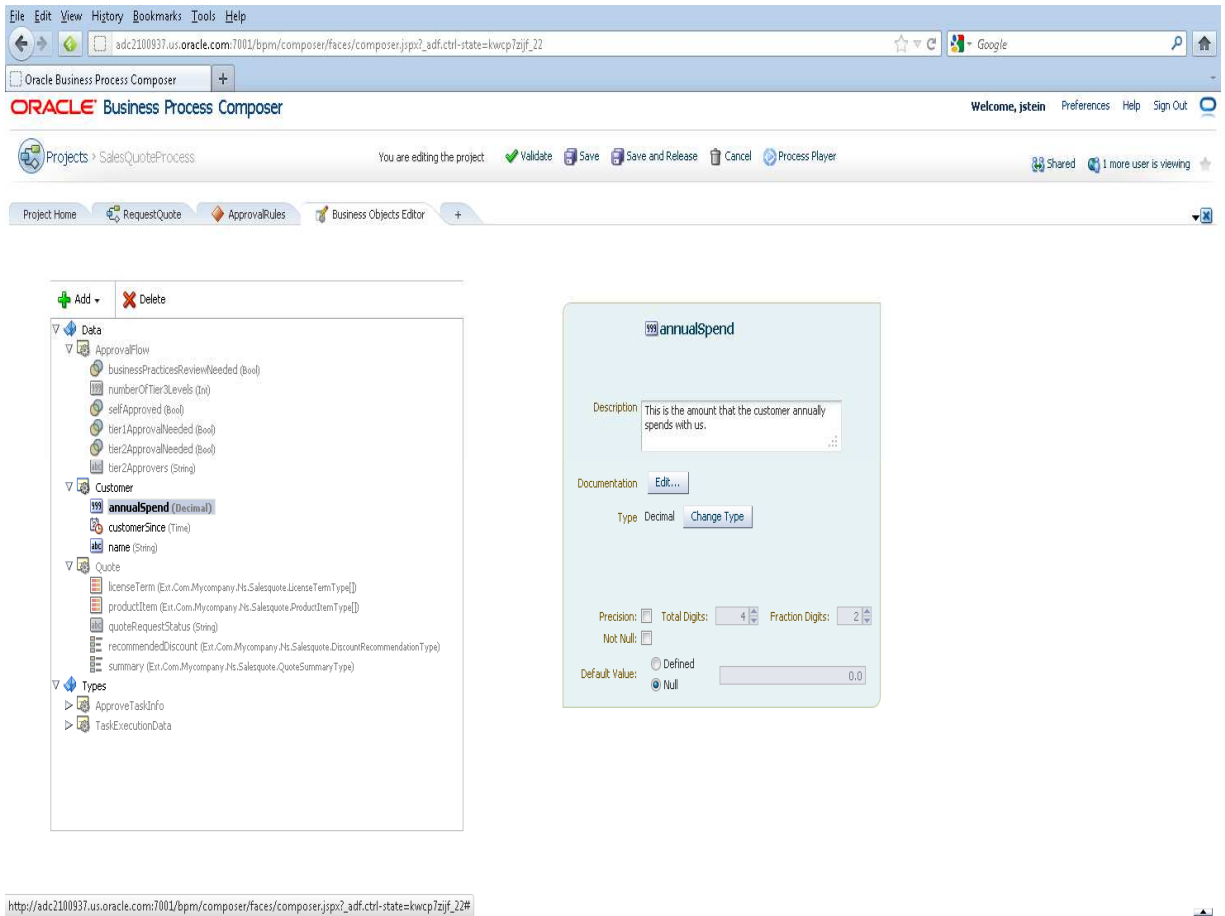 File Edit View History Bookmarks Tools Help
adc2100937.us.oracle.com:7001/bpm/composer/faces/composer.jspx?_adf.ctrl-state=kwcp7zijf_22
Google
Oracle Business Process Composer
+
ORACLE Business Process Composer
Welcome, jstein Preferences Help Sign Out
Projects > SalesQuoteProcess
You are editing the project Validate Save Save and Release Cancel Process Player
Shared 1 more user is viewing
Project Home RequestQuote ApprovalRules Business Objects Editor +
Add Delete
Data
ApprovalFlow
businessPracticesReviewNeeded (Bool)
999 numberOfTier3Levels (Int)
selfApproved (Bool)
tier1ApprovalNeeded (Bool)
tier2ApprovalNeeded (Bool)
abc tier2Approvers (String)
Customer
999 annualSpend (Decimal)
customerSince (Time)
abc name (String)
Quote
licenseTerm (Ext.Com.Mycompany.Ns.Salesquote.LicenseTermType[])
productItem (Ext.Com.Mycompany.Ns.Salesquote.ProductItemType[])
abc quoteRequestStatus (String)
recommendedDiscount (Ext.Com.Mycompany.Ns.Salesquote.DiscountRecommendationType)
summary (Ext.Com.Mycompany.Ns.Salesquote.QuoteSummaryType)
Types
ApproveTaskInfo
TaskExecutionData
999 annualSpend
Description This is the amount that the customer annually
spends with us.
Documentation Edit...
Type Decimal Change Type
Precision: Total Digits: 4 Fraction Digits: 2
Not Null:
Default Value: Defined
Null
0.0
http://adc2100937.us.oracle.com:7001/bpm/composer/faces/composer.jspx?_adf.ctrl-state=kwcp7zijf_22#